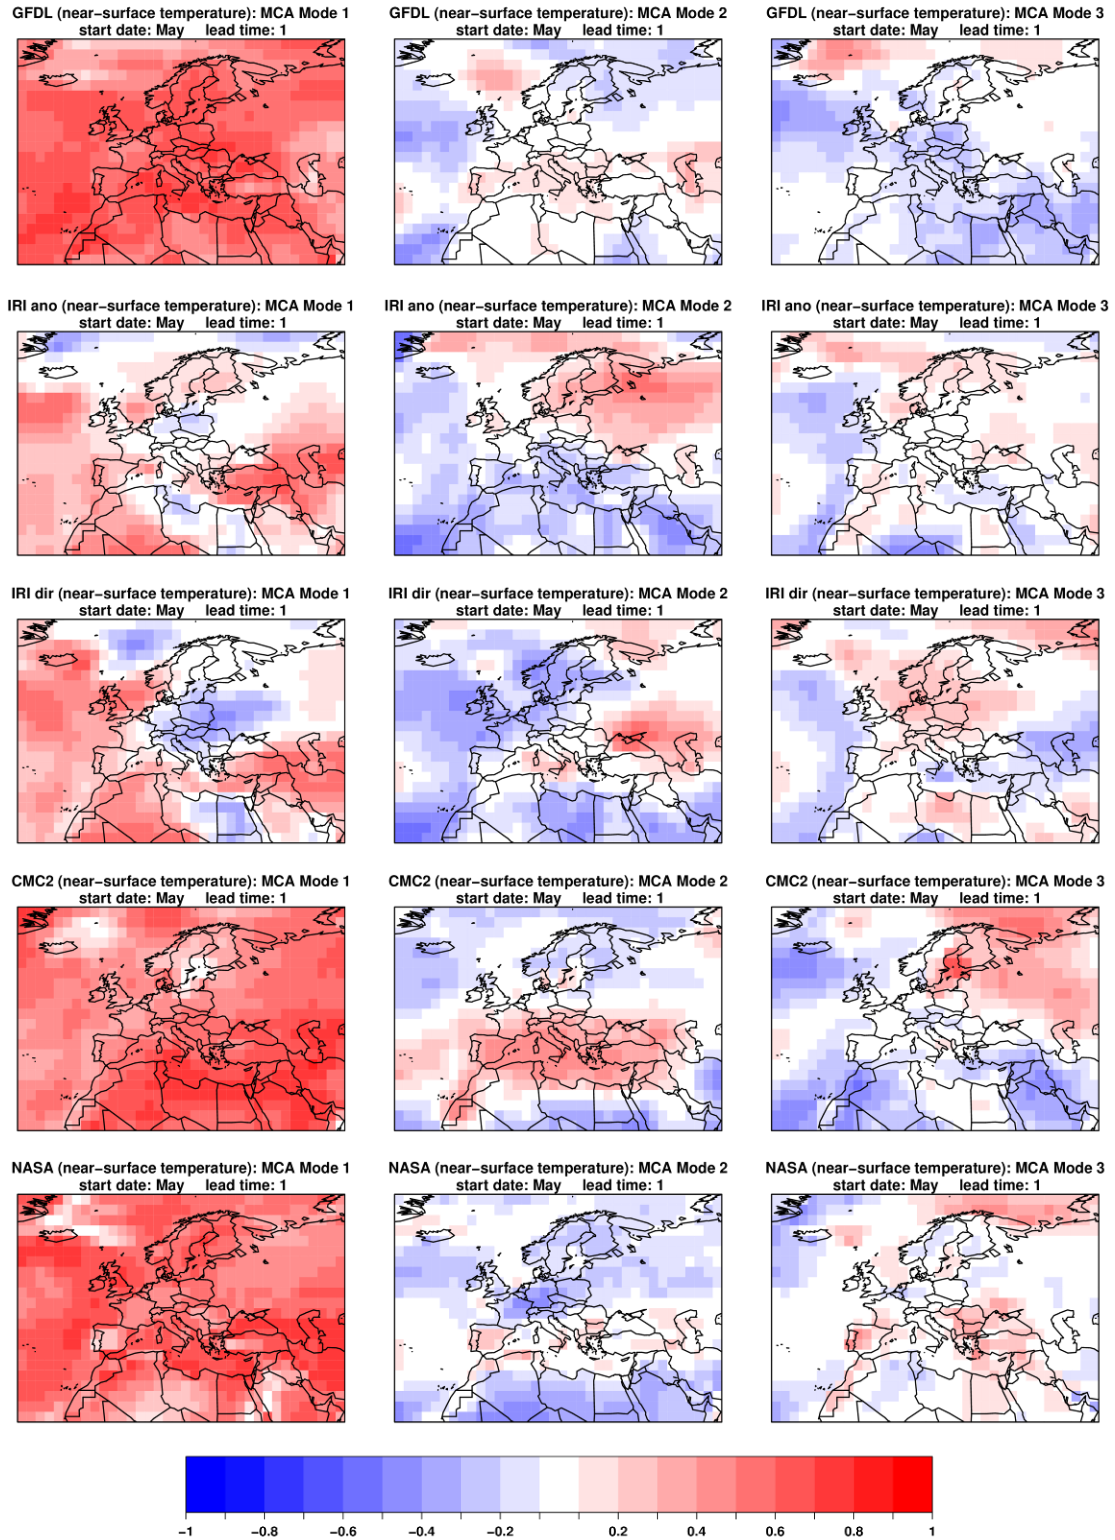 GFDL (near−surface temperature): MCA Mode 1
start date: May lead time: 1
GFDL (near−surface temperature): MCA Mode 2
start date: May lead time: 1
GFDL (near−surface temperature): MCA Mode 3
start date: May lead time: 1
IRI ano (near−surface temperature): MCA Mode 1
start date: May lead time: 1
IRI ano (near−surface temperature): MCA Mode 2
start date: May lead time: 1
IRI ano (near−surface temperature): MCA Mode 3
start date: May lead time: 1
IRI dir (near−surface temperature): MCA Mode 1
start date: May lead time: 1
IRI dir (near−surface temperature): MCA Mode 2
start date: May lead time: 1
IRI dir (near−surface temperature): MCA Mode 3
start date: May lead time: 1
CMC2 (near−surface temperature): MCA Mode 1
start date: May lead time: 1
CMC2 (near−surface temperature): MCA Mode 2
start date: May lead time: 1
CMC2 (near−surface temperature): MCA Mode 3
start date: May lead time: 1
NASA (near−surface temperature): MCA Mode 1
start date: May lead time: 1
NASA (near−surface temperature): MCA Mode 2
start date: May lead time: 1
NASA (near−surface temperature): MCA Mode 3
start date: May lead time: 1
−1 −0.8 −0.6 −0.4 −0.2 0 0.2 0.4 0.6 0.8 1